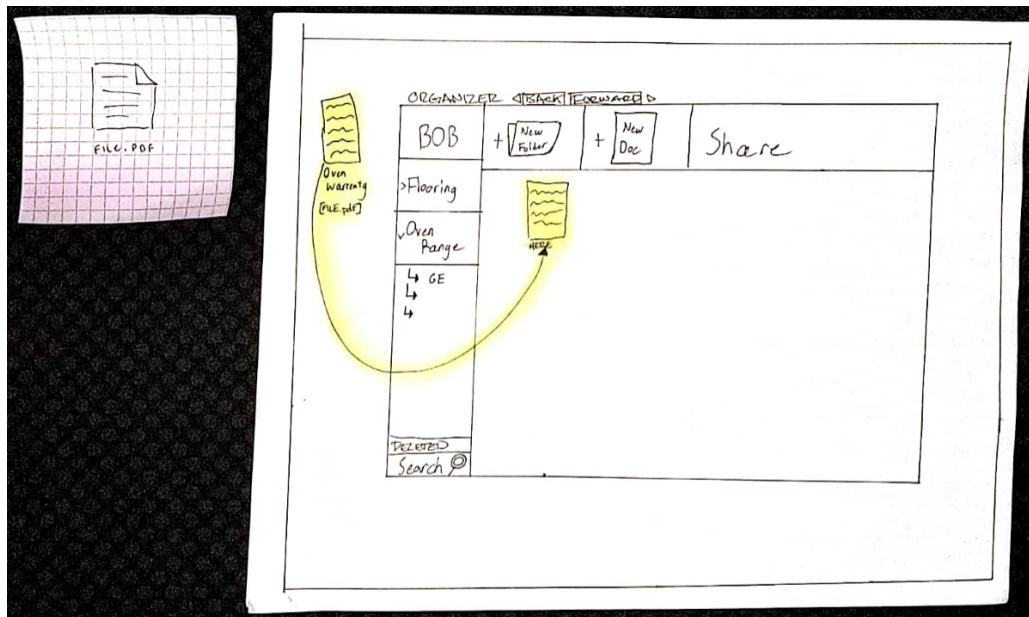 FILE.PDF
ORGANIZER BACK FORWARD
BOB
+ New
Folder
+ New
Doc
Share
Oven
Warrenty
[FILE.pdf]
>Flooring
Oven
Range
GE
HERE
DELETED
Search